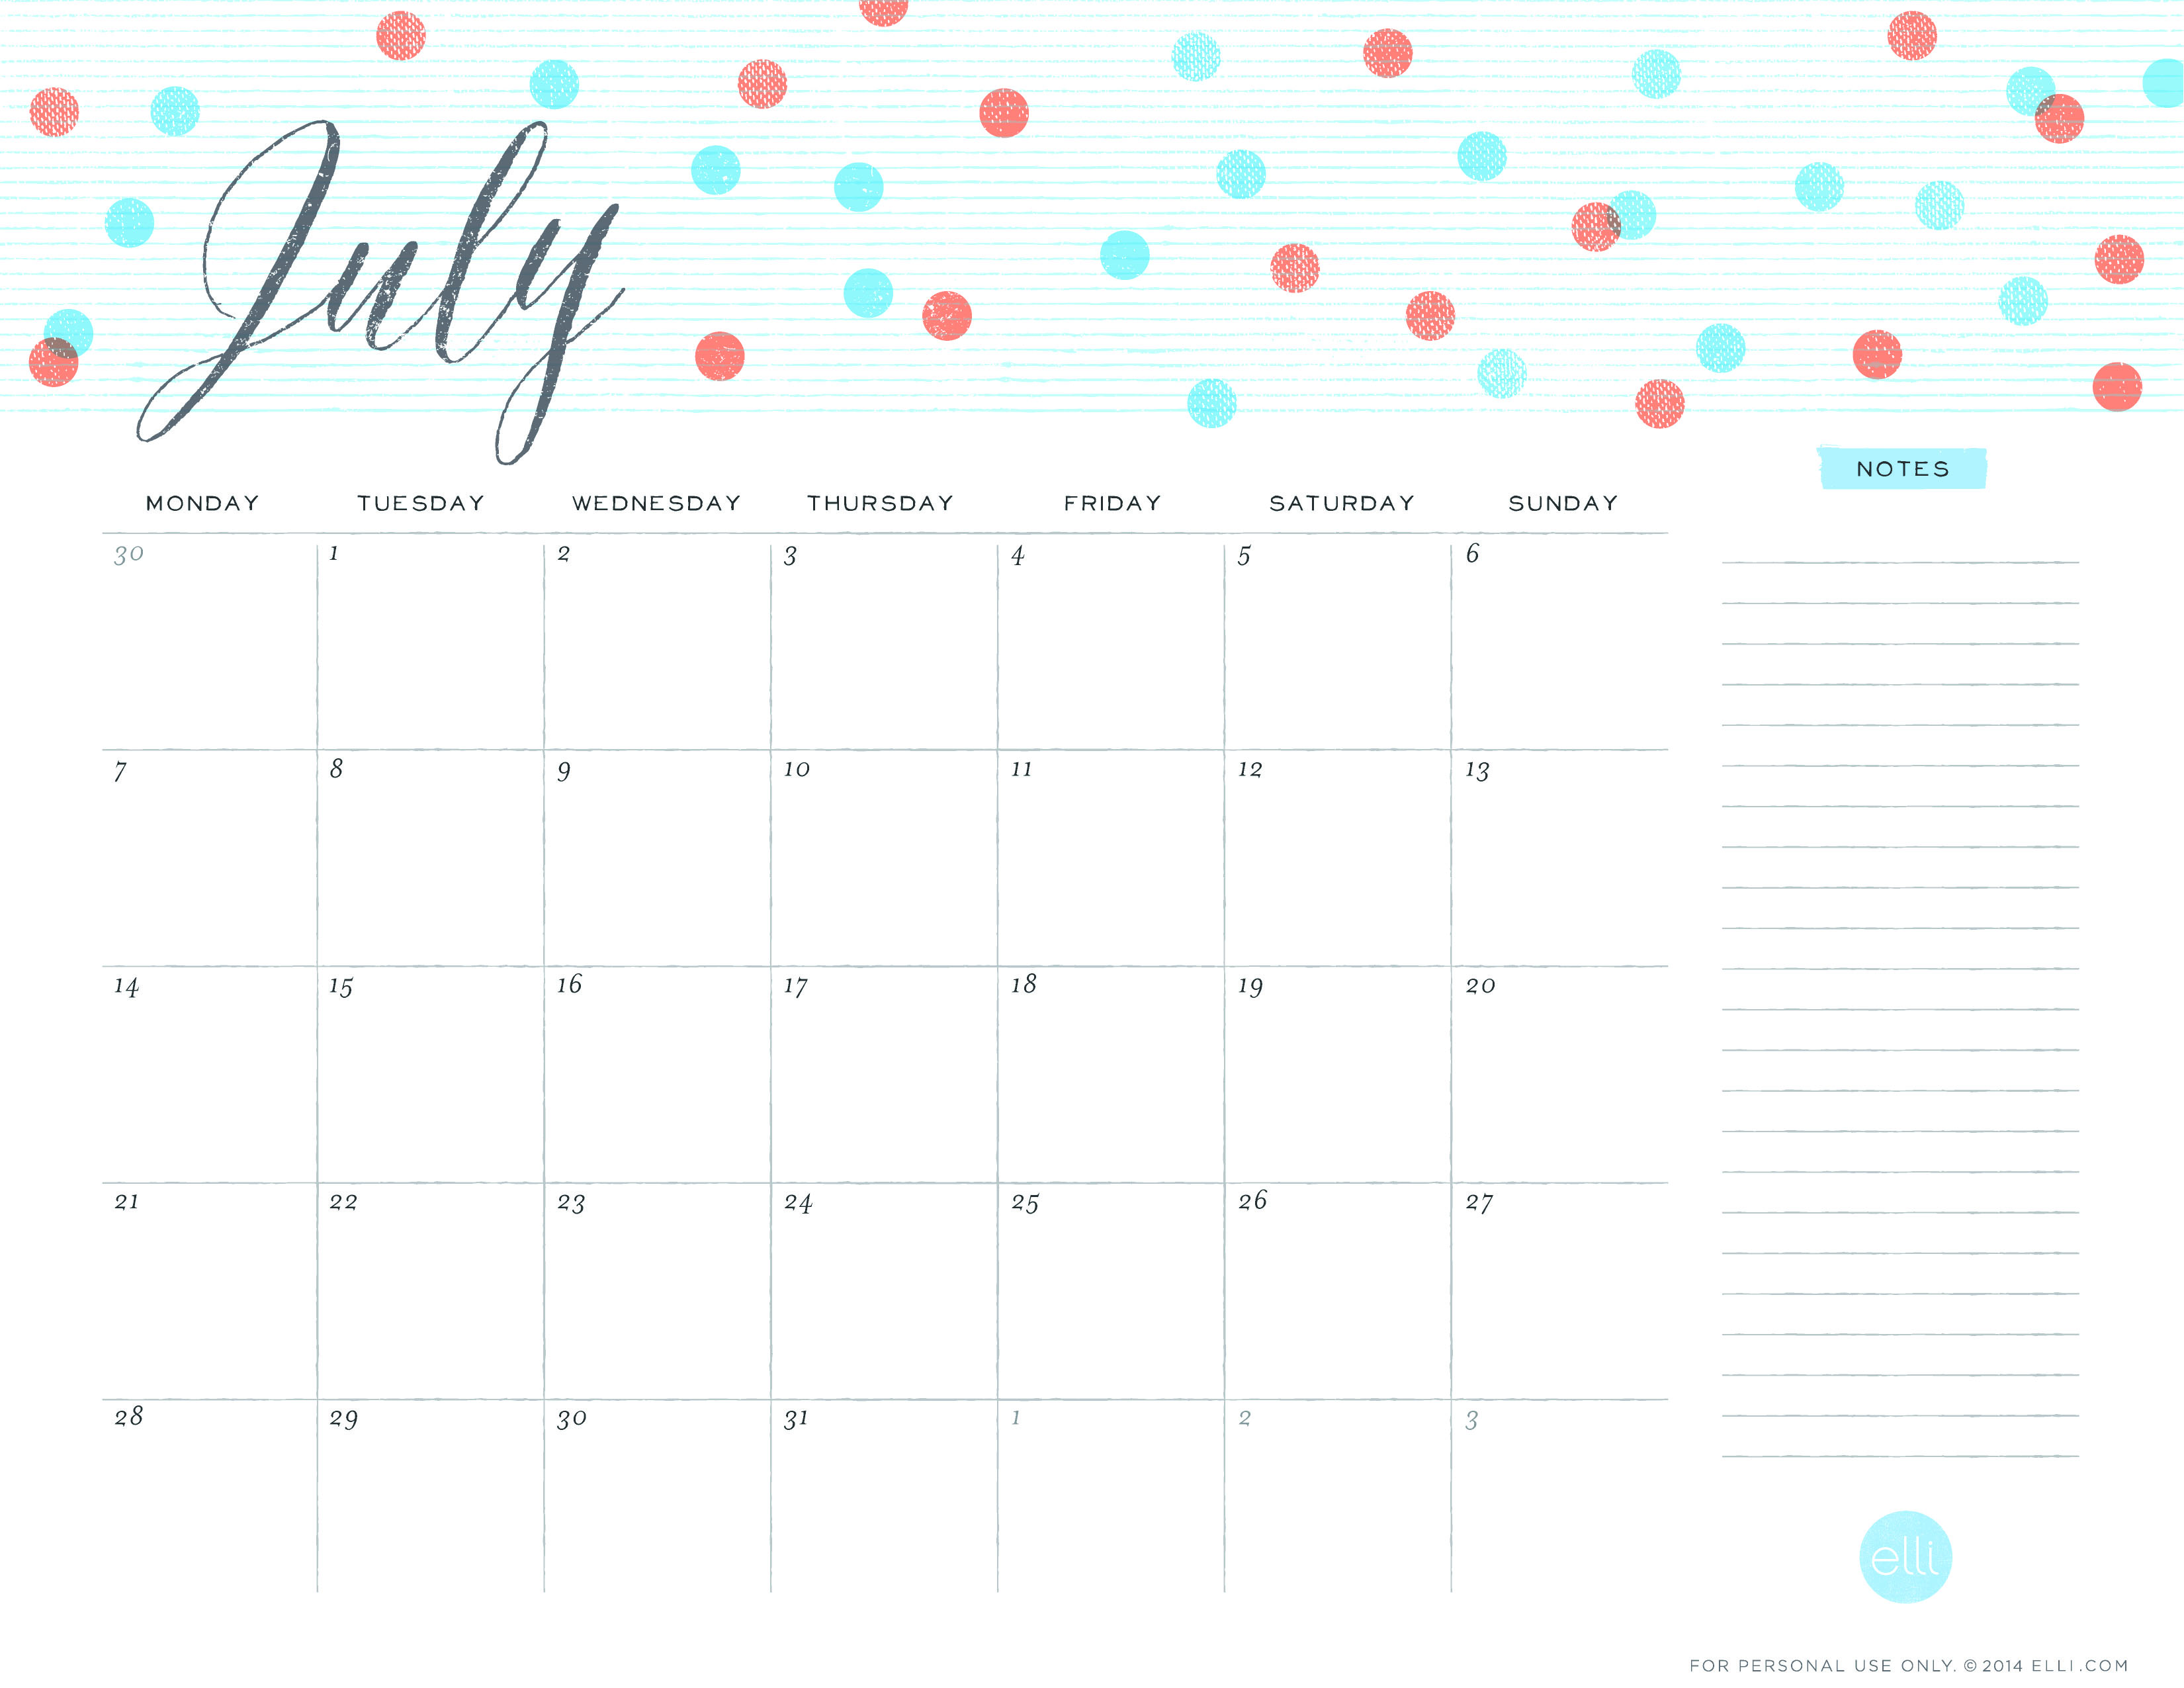 July
NOTES
MONDAY TUESDAY WEDNESDAY THURSDAY FRIDAY SATURDAY SUNDAY
30 1 2 3 4 5 6
7 8 9 10 11 12 13
14 15 16 17 18 19 20
21 22 23 24 25 26 27
28 29 30 31 1 2 3
elli
FOR PERSONAL USE ONLY. © 2014 ELLI.COM